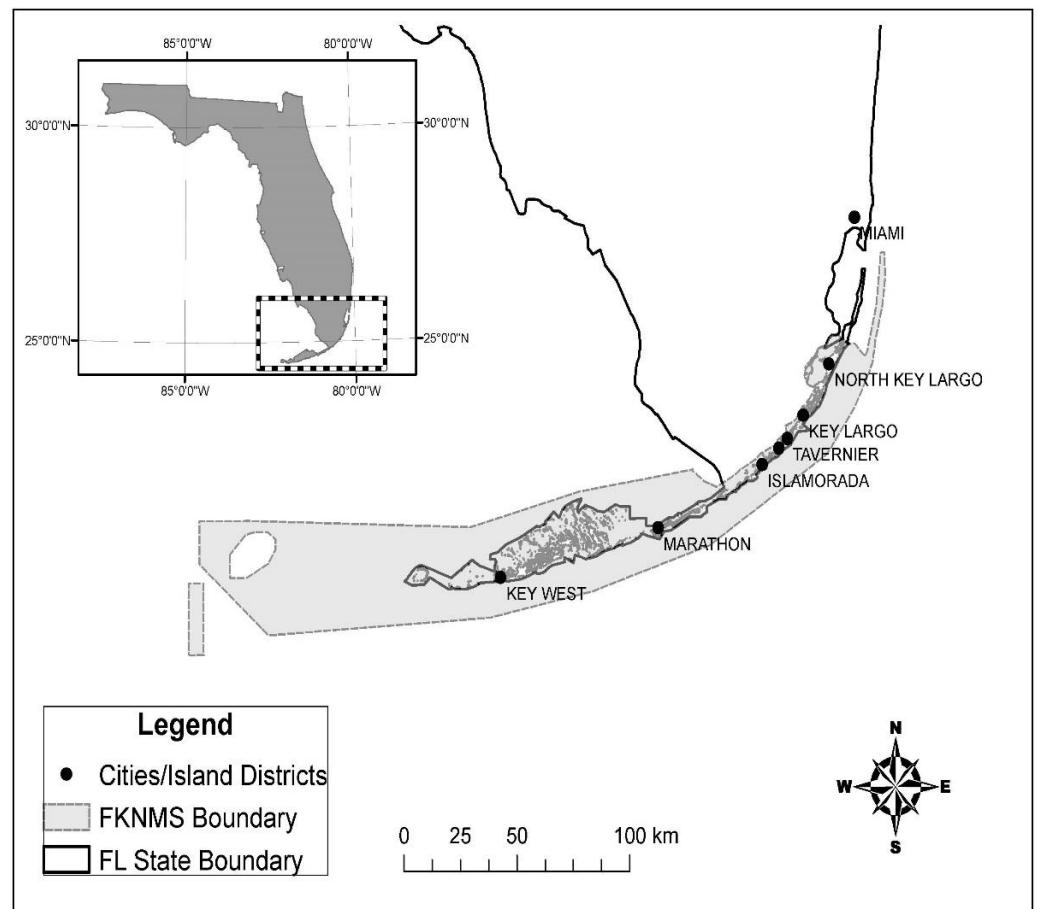 85°0'0"W 80°0'0"W
30°0'0"N 30°0'0"N
25°0'0"N 25°0'0"N
85°0'0"W 80°0'0"W
MIAMI
NORTH KEY LARGO
KEY LARGO
TAVERNIER
ISLAMORADA
MARATHON
KEY WEST
Legend
Cities/Island Districts
FKNMS Boundary
FL State Boundary
0 25 50 100 km
N
W E
S